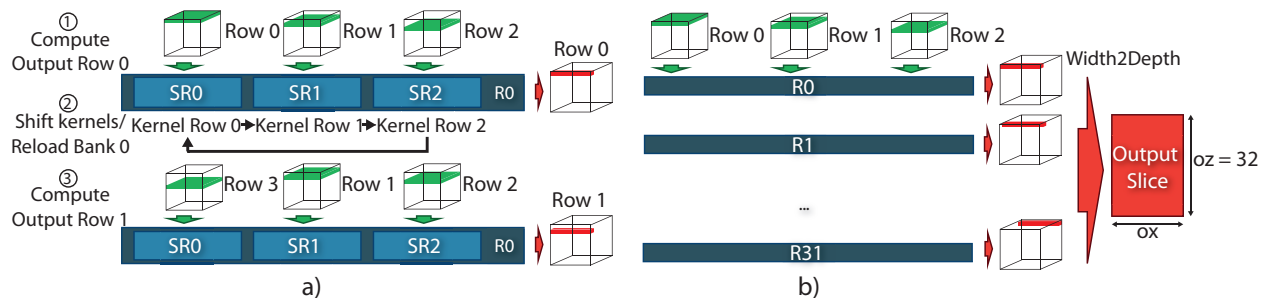 ① Compute Output Row 0
Row 0
Row 1
Row 2
SR0
SR1
SR2
R0
Row 0
② Shift kernels/ Reload Bank 0
Kernel Row 0
Kernel Row 1
Kernel Row 2
③ Compute Output Row 1
Row 3
Row 1
Row 2
SR0
SR1
SR2
R0
Row 1
a)
Row 0
Row 1
Row 2
R0
R1
...
R31
Width2Depth
Output
Slice
oz = 32
ox
b)